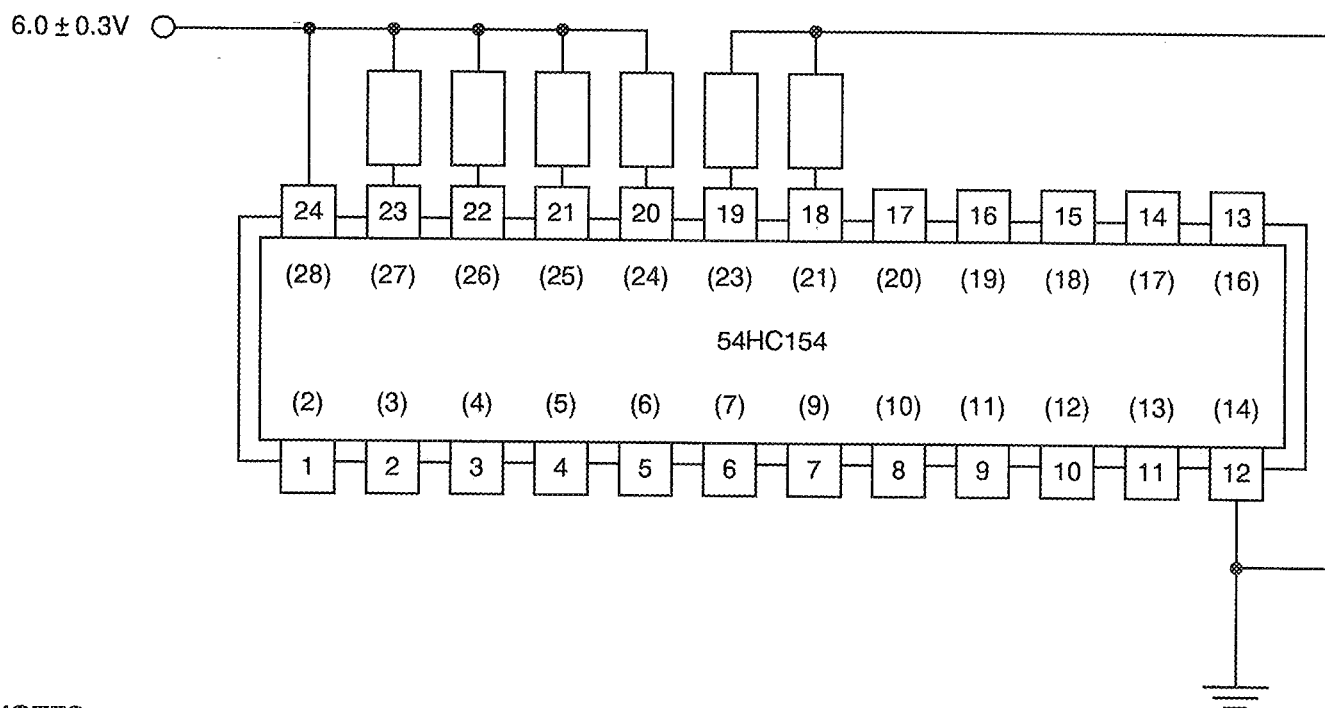 6.0 ± 0.3V
24 23 22 21 20 19 18 17 16 15 14 13
(28) (27) (26) (25) (24) (23) (21) (20) (19) (18) (17) (16)
54HC154
(2) (3) (4) (5) (6) (7) (9) (10) (11) (12) (13) (14)
1 2 3 4 5 6 7 8 9 10 11 12